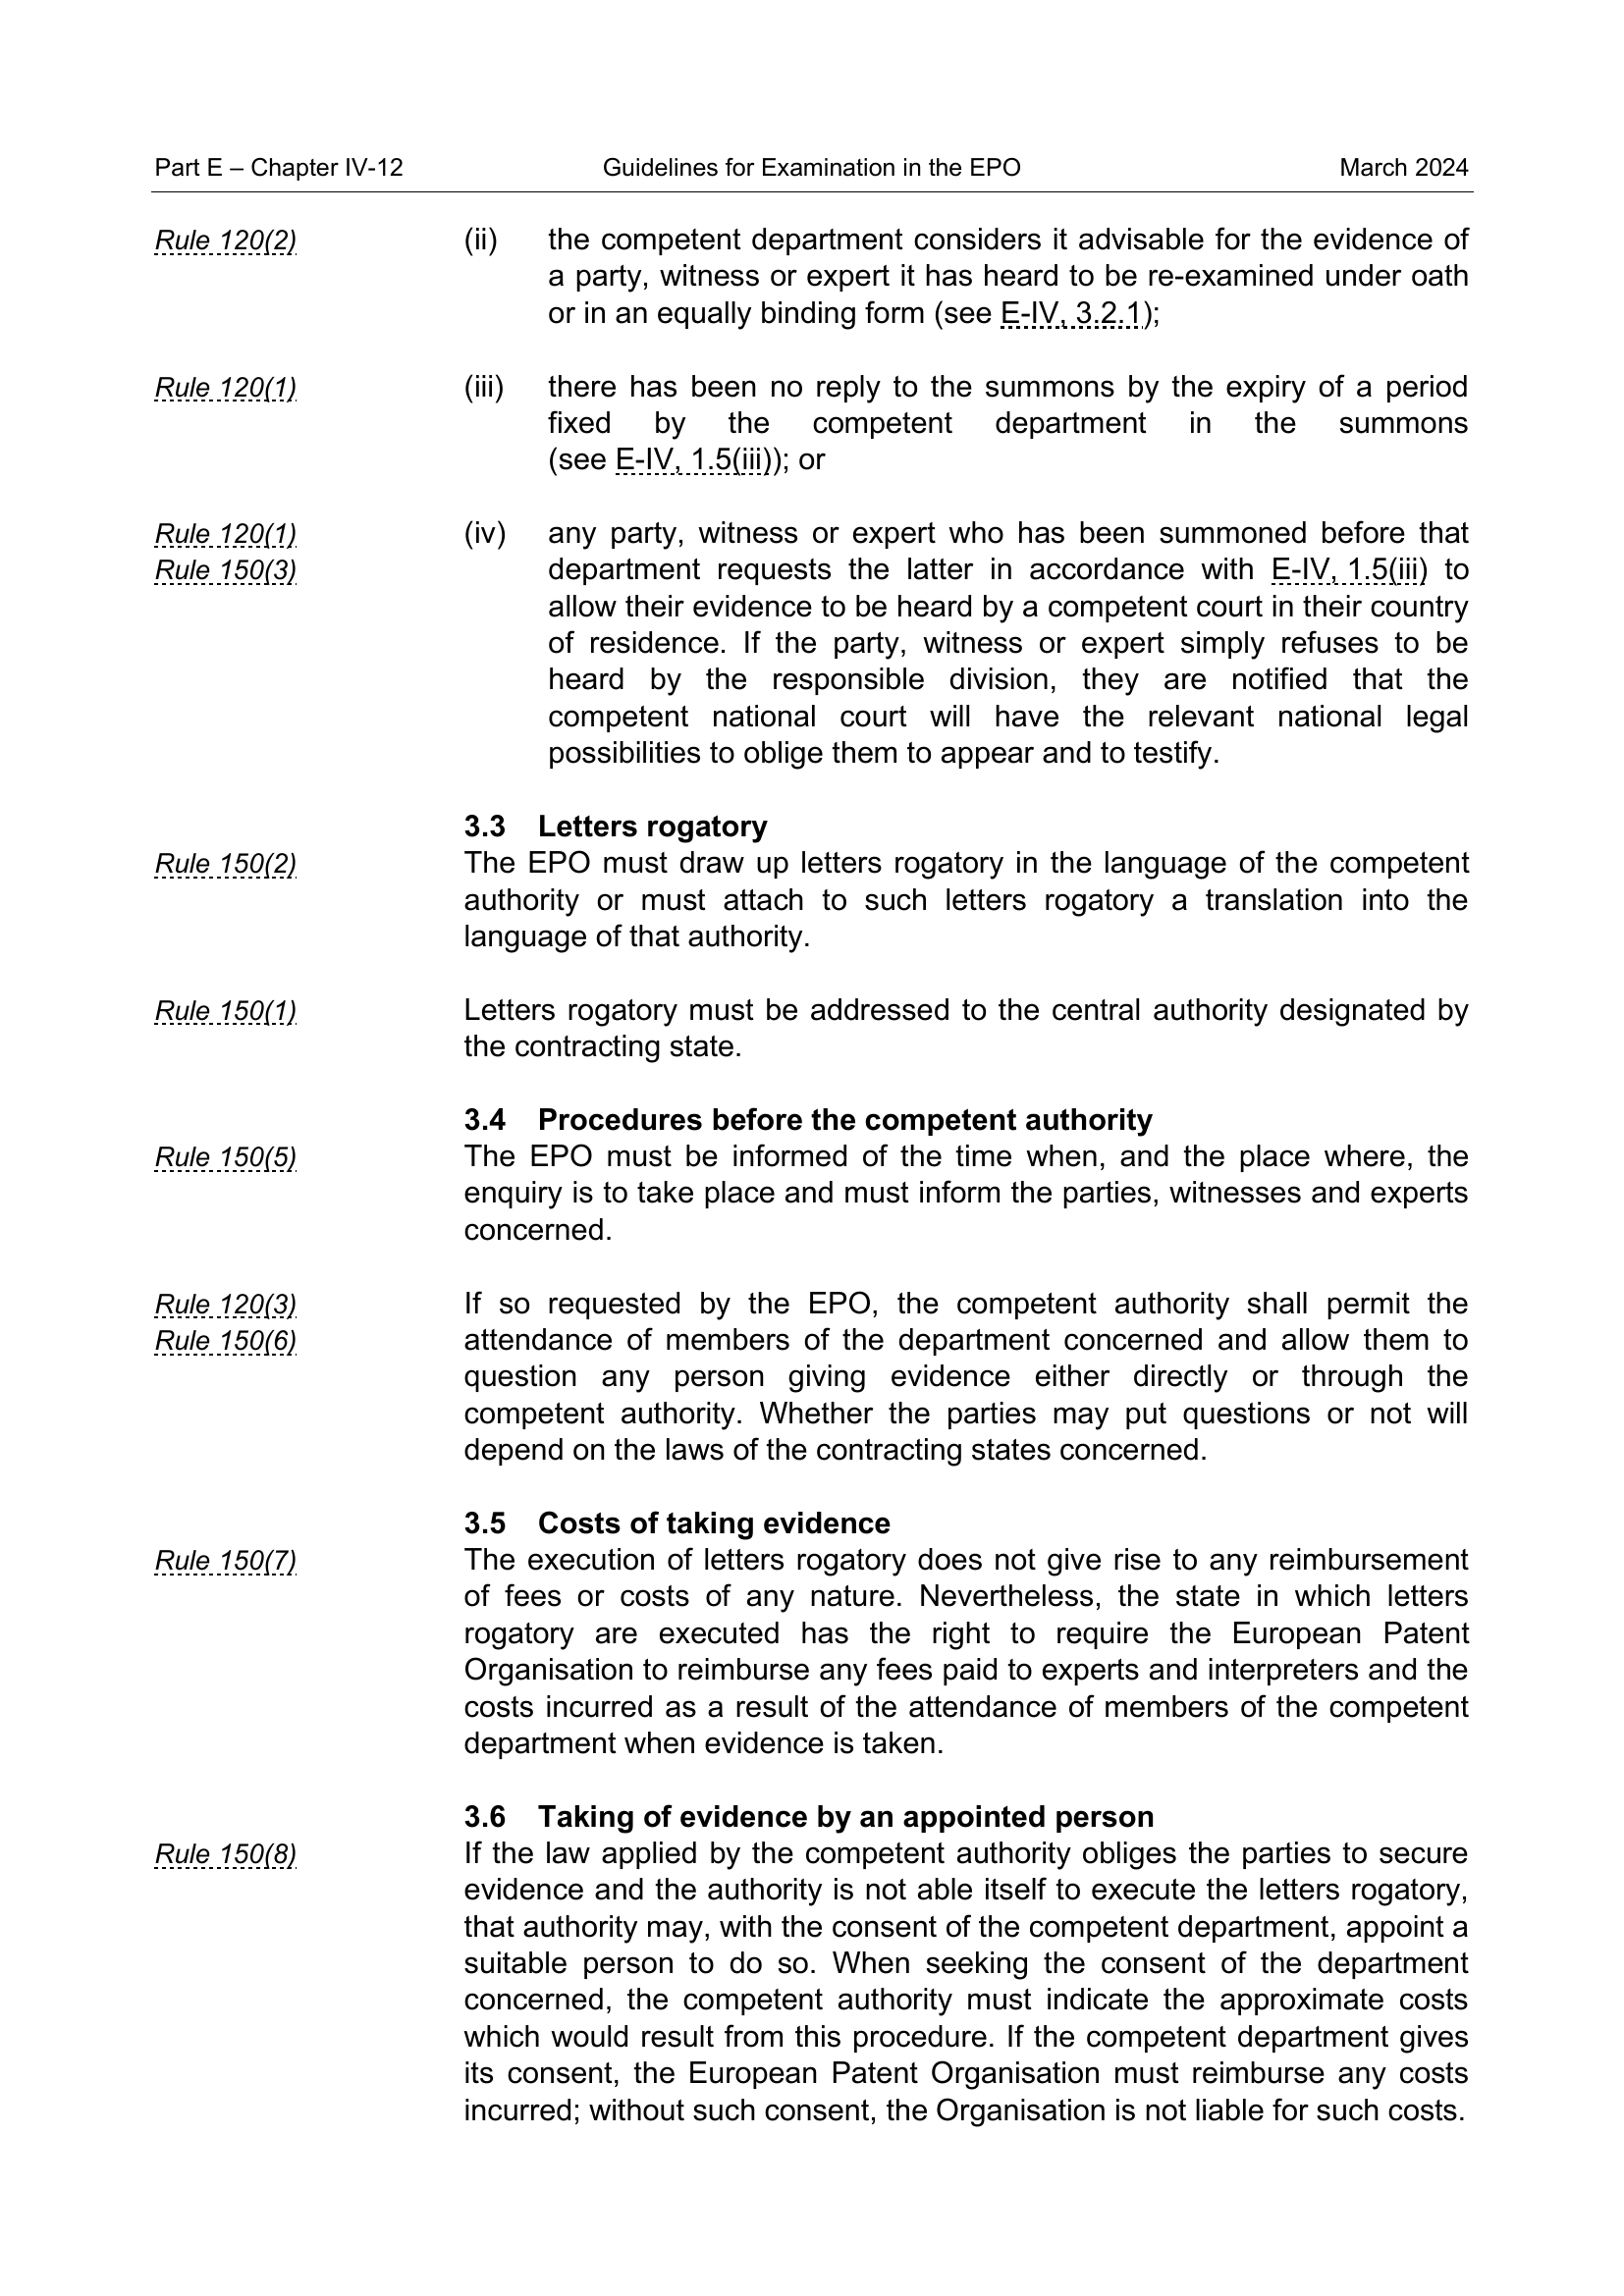 Part E – Chapter IV-12 Guidelines for Examination in the EPO March 2024
Rule 120(2) (ii) the competent department considers it advisable for the evidence of
a party, witness or expert it has heard to be re-examined under oath
or in an equally binding form (see E-IV, 3.2.1);
Rule 120(1) (iii) there has been no reply to the summons by the expiry of a period
fixed by the competent department in the summons
(see E-IV, 1.5(iii)); or
Rule 120(1) (iv) any party, witness or expert who has been summoned before that
Rule 150(3) department requests the latter in accordance with E-IV, 1.5(iii) to
allow their evidence to be heard by a competent court in their country
of residence. If the party, witness or expert simply refuses to be
heard by the responsible division, they are notified that the
competent national court will have the relevant national legal
possibilities to oblige them to appear and to testify.
3.3 Letters rogatory
Rule 150(2) The EPO must draw up letters rogatory in the language of the competent
authority or must attach to such letters rogatory a translation into the
language of that authority.
Rule 150(1) Letters rogatory must be addressed to the central authority designated by
the contracting state.
3.4 Procedures before the competent authority
Rule 150(5) The EPO must be informed of the time when, and the place where, the
enquiry is to take place and must inform the parties, witnesses and experts
concerned.
Rule 120(3) If so requested by the EPO, the competent authority shall permit the
Rule 150(6) attendance of members of the department concerned and allow them to
question any person giving evidence either directly or through the
competent authority. Whether the parties may put questions or not will
depend on the laws of the contracting states concerned.
3.5 Costs of taking evidence
Rule 150(7) The execution of letters rogatory does not give rise to any reimbursement
of fees or costs of any nature. Nevertheless, the state in which letters
rogatory are executed has the right to require the European Patent
Organisation to reimburse any fees paid to experts and interpreters and the
costs incurred as a result of the attendance of members of the competent
department when evidence is taken.
3.6 Taking of evidence by an appointed person
Rule 150(8) If the law applied by the competent authority obliges the parties to secure
evidence and the authority is not able itself to execute the letters rogatory,
that authority may, with the consent of the competent department, appoint a
suitable person to do so. When seeking the consent of the department
concerned, the competent authority must indicate the approximate costs
which would result from this procedure. If the competent department gives
its consent, the European Patent Organisation must reimburse any costs
incurred; without such consent, the Organisation is not liable for such costs.